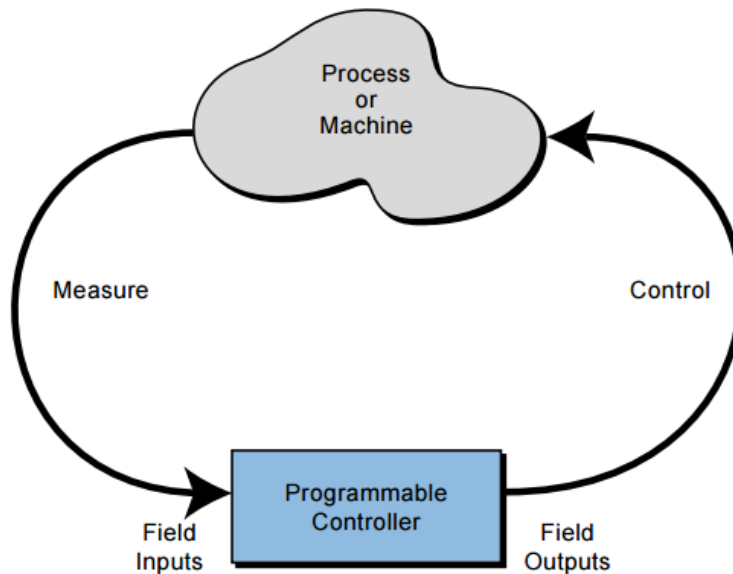 Process
or
Machine
Measure
Control
Programmable
Controller
Field
Inputs
Field
Outputs